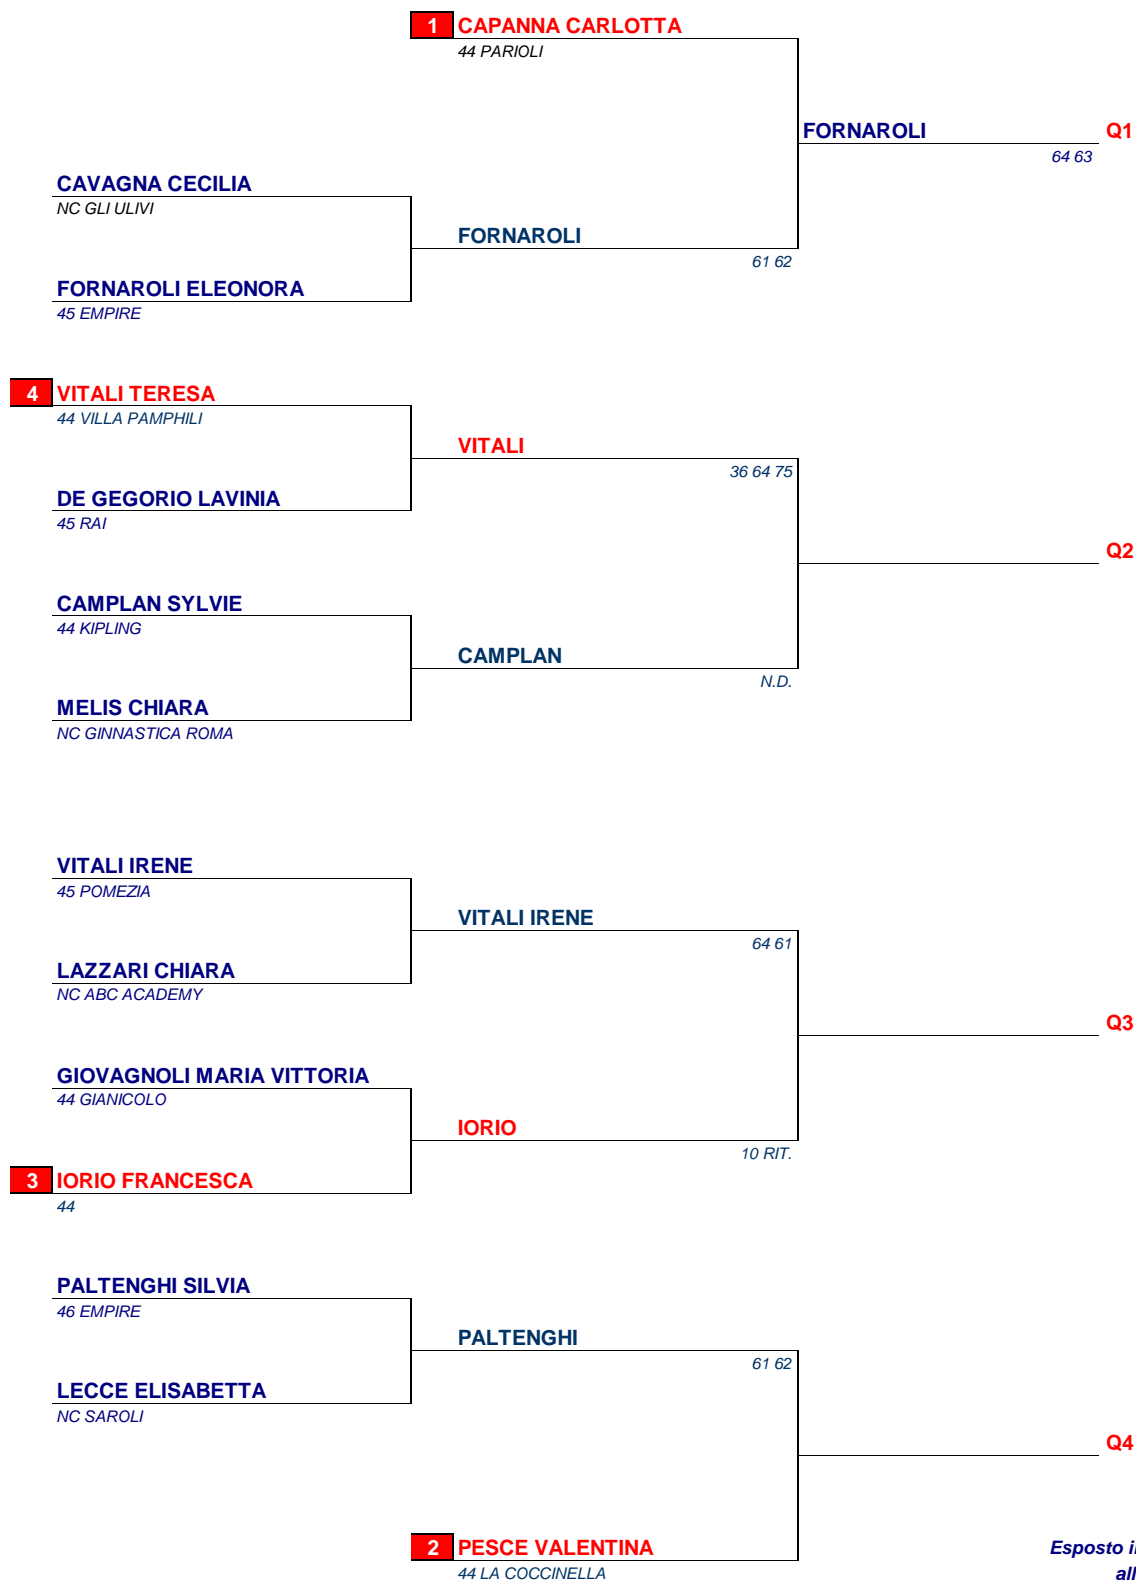 1 CAPANNA CARLOTTA
44 PARIOLI
FORNAROLI Q1
64 63
CAVAGNA CECILIA
NC GLI ULIVI
FORNAROLI
61 62
FORNAROLI ELEONORA
45 EMPIRE
4 VITALI TERESA
44 VILLA PAMPHILI
VITALI
36 64 75
DE GEGORIO LAVINIA
45 RAI
Q2
CAMPLAN SYLVIE
44 KIPLING
CAMPLAN
N.D.
MELIS CHIARA
NC GINNASTICA ROMA
VITALI IRENE
45 POMEZIA
VITALI IRENE
64 61
LAZZARI CHIARA
NC ABC ACADEMY
Q3
GIOVAGNOLI MARIA VITTORIA
44 GIANICOLO
IORIO
10 RIT.
3 IORIO FRANCESCA
44
PALTENGHI SILVIA
46 EMPIRE
PALTENGHI
61 62
LECCE ELISABETTA
NC SAROLI
Q4
2 PESCE VALENTINA
44 LA COCCINELLA
Esposto i
all